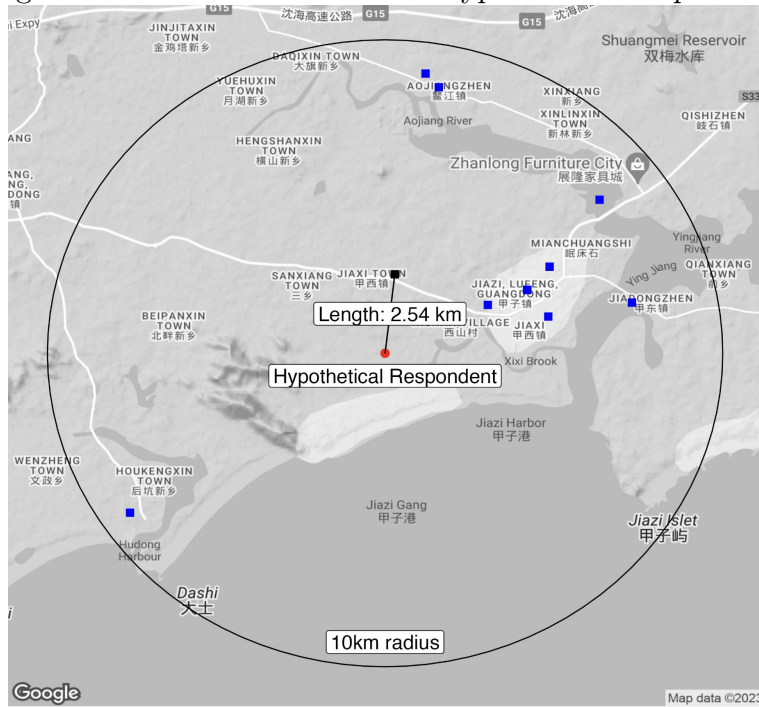 G15
沈海高速公路
G15
沈海高
i Expy
JINJITAXIN
TOWN
金鸡塔新乡
DAQIXIN TOWN
大旗新乡
Shuangmei Reservoir
双梅水库
YUEHUXIN
TOWN
月湖新乡
AOJIANGZHEN
鳌江镇
XINXIANG
新乡
S33
Aojiang River
XINLINXIN
TOWN
新林新乡
QISHIZHEN
岐石镇
HENGSHANXIN
TOWN
横山新乡
ANG
Zhanlong Furniture City
展隆家具城
ANG,
NG,
DONG
镇
MIANCHUANGSHI
眠床石
Yingjiang
River
Ying Jiang
QIANXIANG
TOWN
前乡
SANXIANG
TOWN
三乡
JIAXI TOWN
甲西镇
JIAZI, LUFENG,
GUANGDONG
甲子镇
JIADONGZHEN
甲东镇
Length: 2.54 km
BEIPANXIN
TOWN
北畔新乡
VILLAGE
西山村
JIAXI
甲西镇
Xixi Brook
Hypothetical Respondent
Jiazi Harbor
甲子港
WENZHENG
TOWN
文政乡
HOUKENGXIN
TOWN
后坑新乡
Jiazi Gang
甲子港
Jiazi Islet
甲子屿
Hudong
Harbour
Dashi
大士
i
10km radius
Google
Map data ©2023